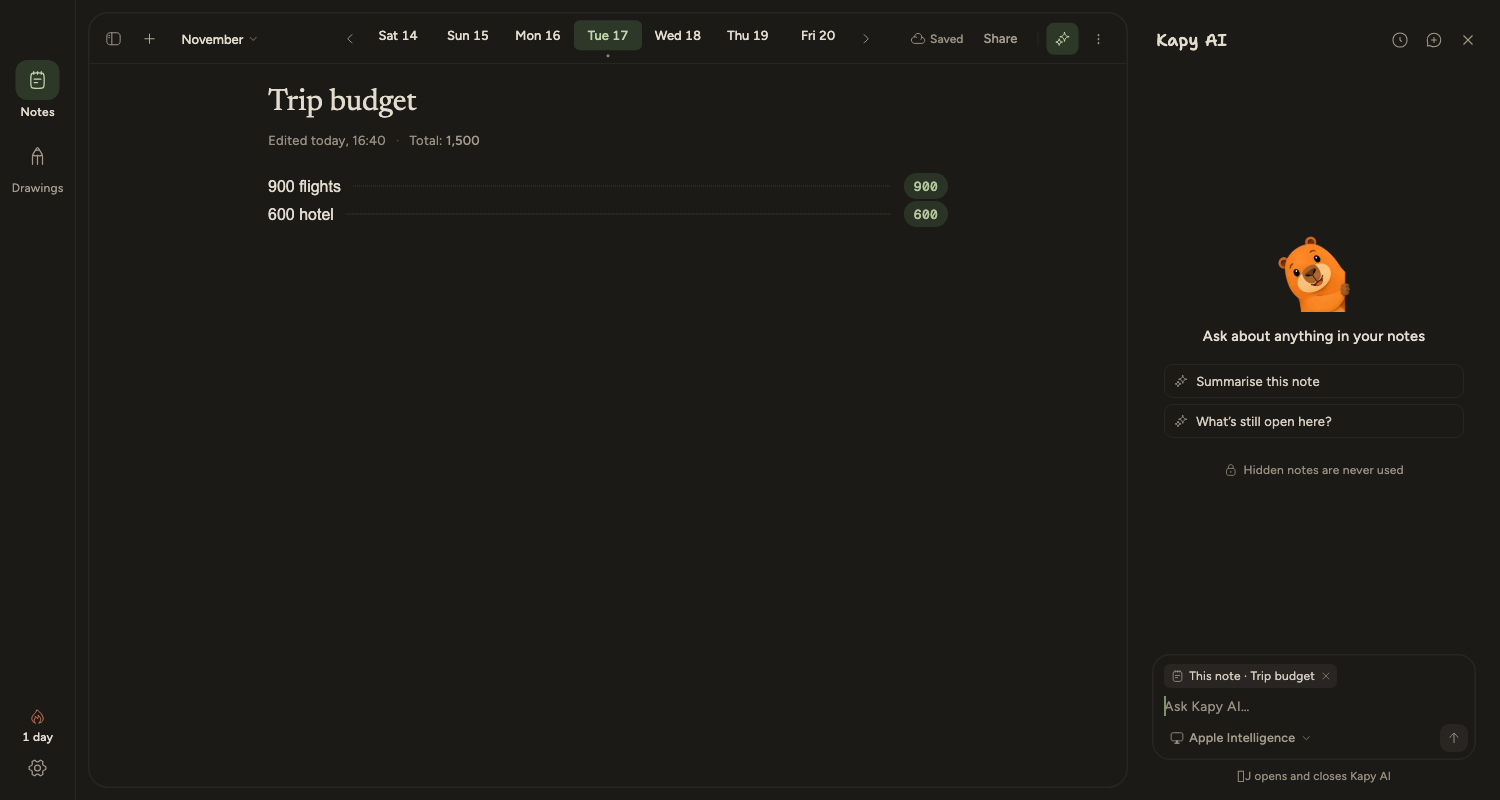 November
Sat 14 Sun 15 Mon 16 Tue 17 Wed 18 Thu 19 Fri 20
Saved
Share
Notes
Drawings
1 day
Trip budget
Edited today, 16:40 · Total: 1,500
900 flights 900
600 hotel 600
Kapy AI
Ask about anything in your notes
Summarise this note
What's still open here?
Hidden notes are never used
This note · Trip budget
Ask Kapy AI...
Apple Intelligence
J opens and closes Kapy AI